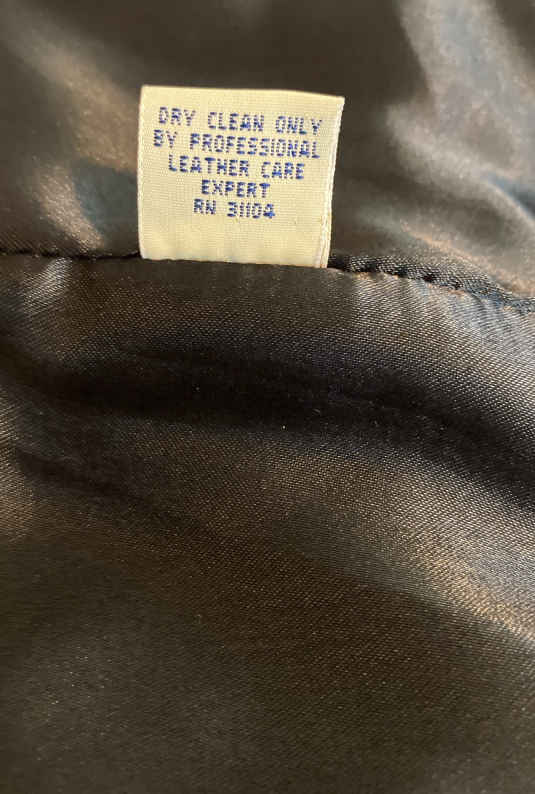 DRY CLEAN ONLY
BY PROFESSIONAL
LEATHER CARE
EXPERT
RN 31104